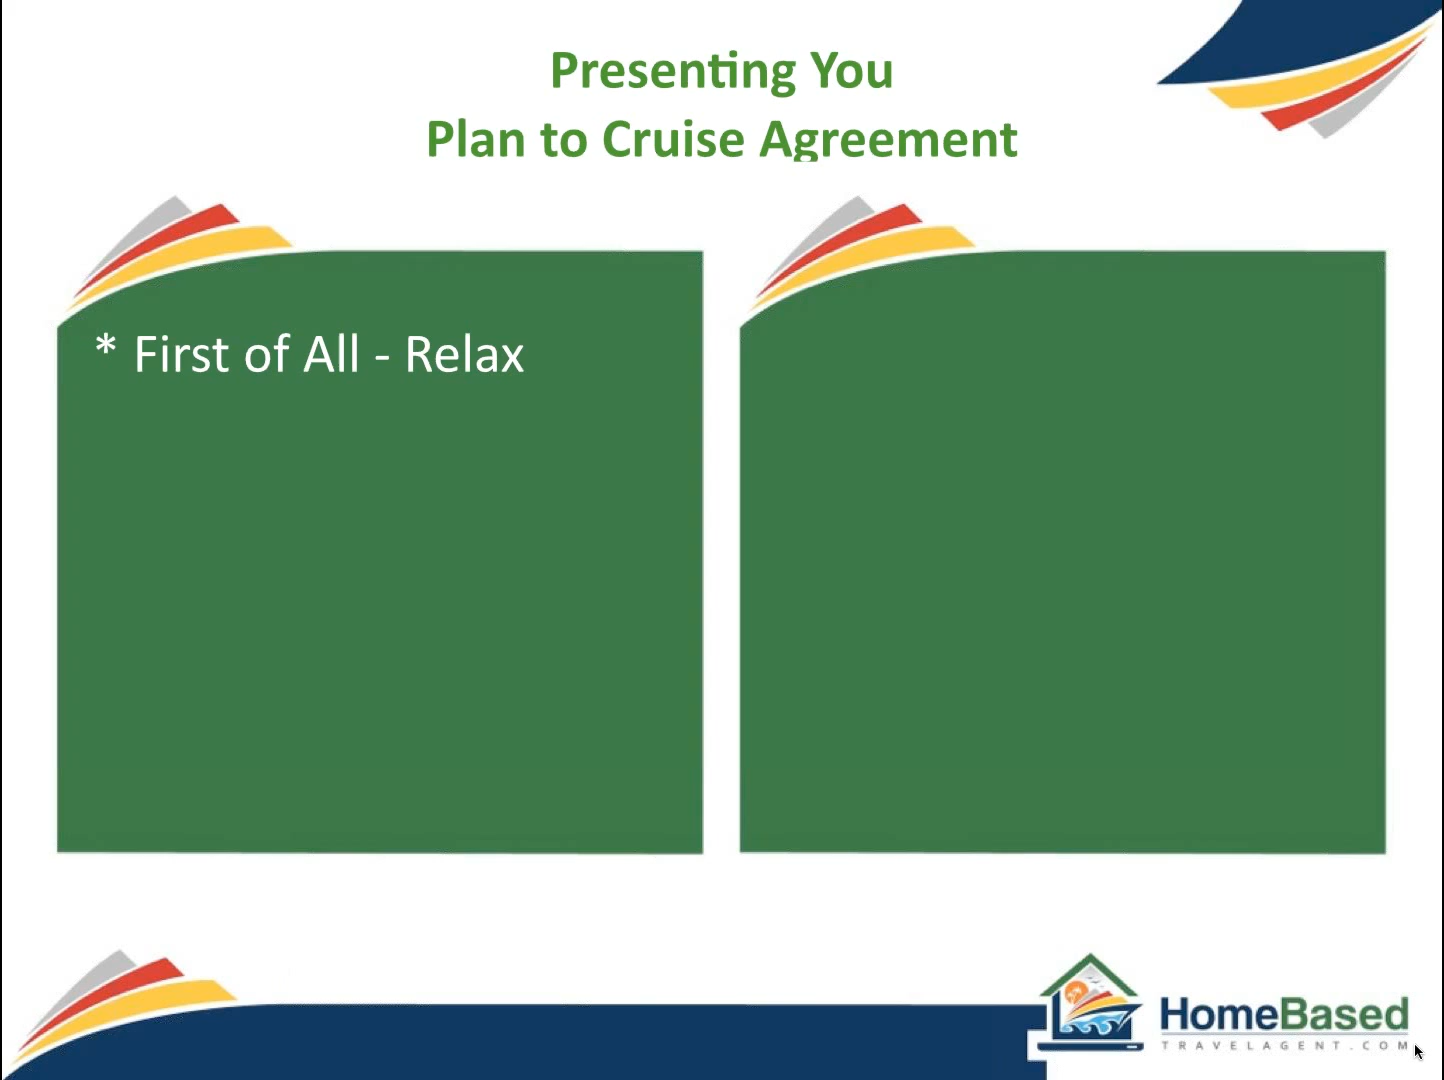 Presenting You
Plan to Cruise Agreement
* First of All - Relax
HomeBased
TRAVELAGENT.COM